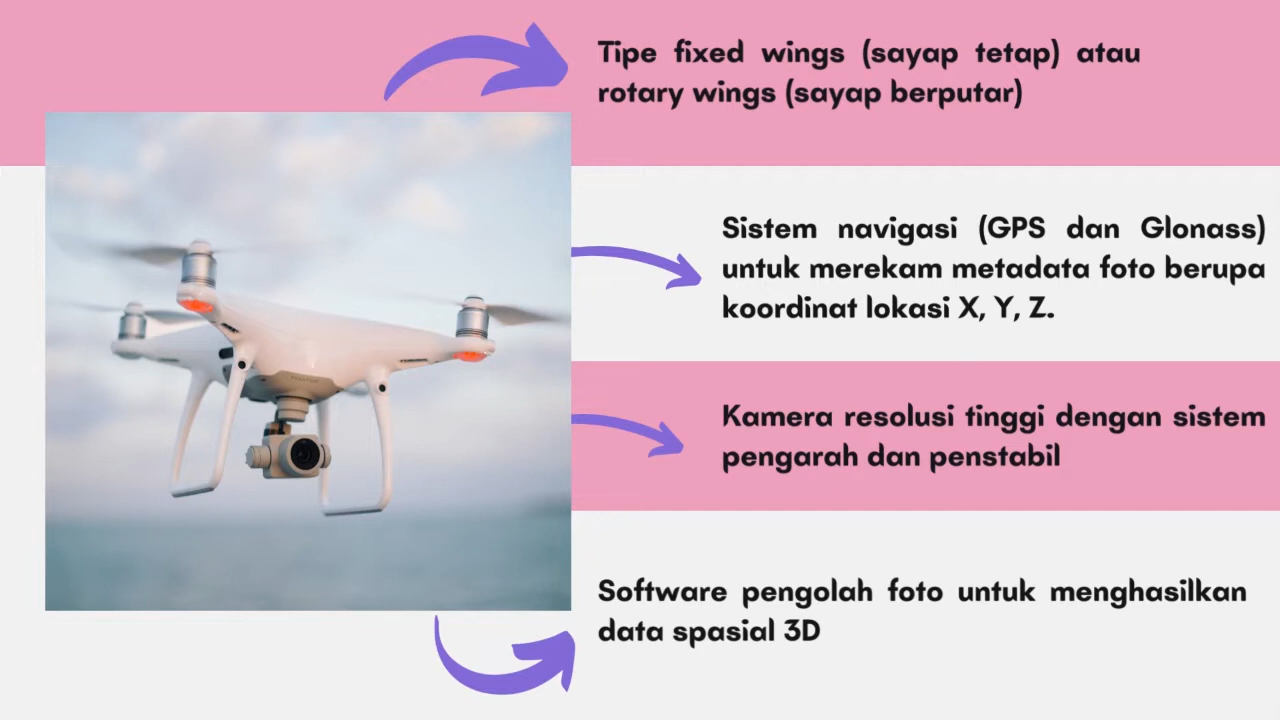 Tipe fixed wings (sayap tetap) atau
rotary wings (sayap berputar)
Sistem navigasi (GPS dan Glonass)
untuk merekam metadata foto berupa
koordinat lokasi X, Y, Z.
Kamera resolusi tinggi dengan sistem
pengarah dan penstabil
Software pengolah foto untuk menghasilkan
data spasial 3D